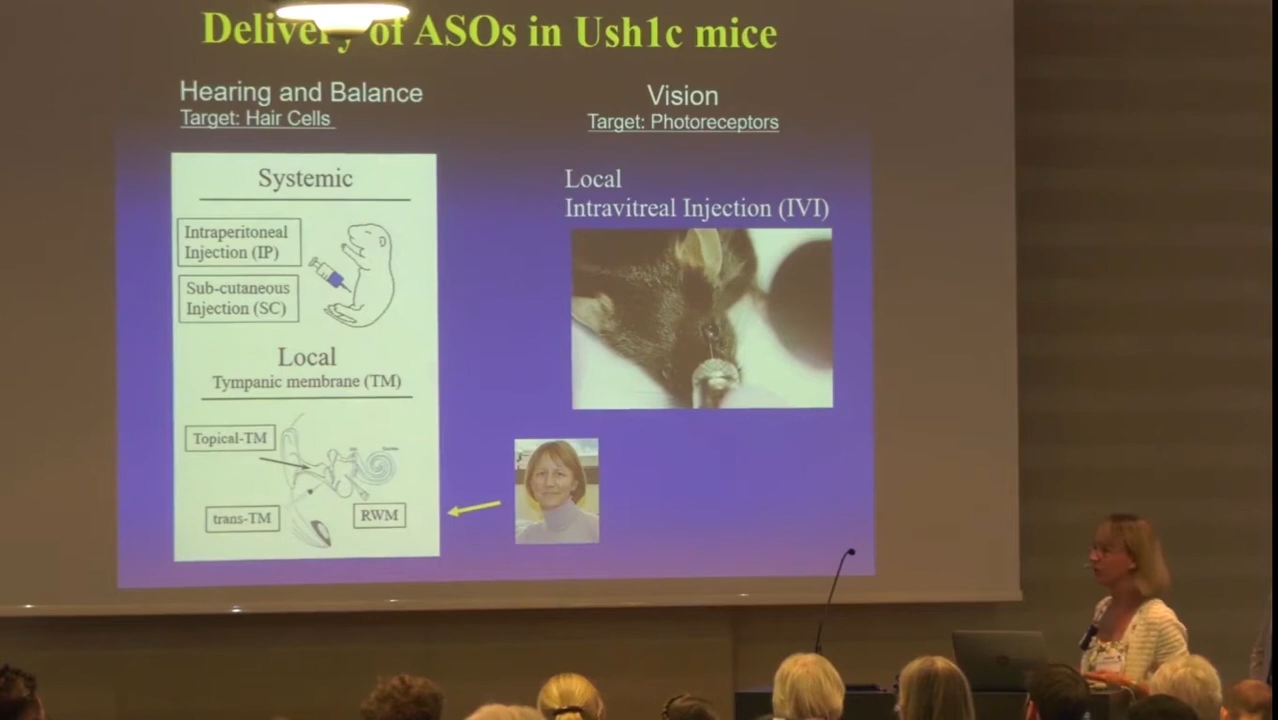 Delivery of ASOs in Ush1c mice
Hearing and Balance
Target: Hair Cells
Systemic
Intraperitoneal
Injection (IP)
Sub-cutaneous
Injection (SC)
Local
Tympanic membrane (TM)
Topical-TM
trans-TM
RWM
Vision
Target: Photoreceptors
Local
Intravitreal Injection (IVI)